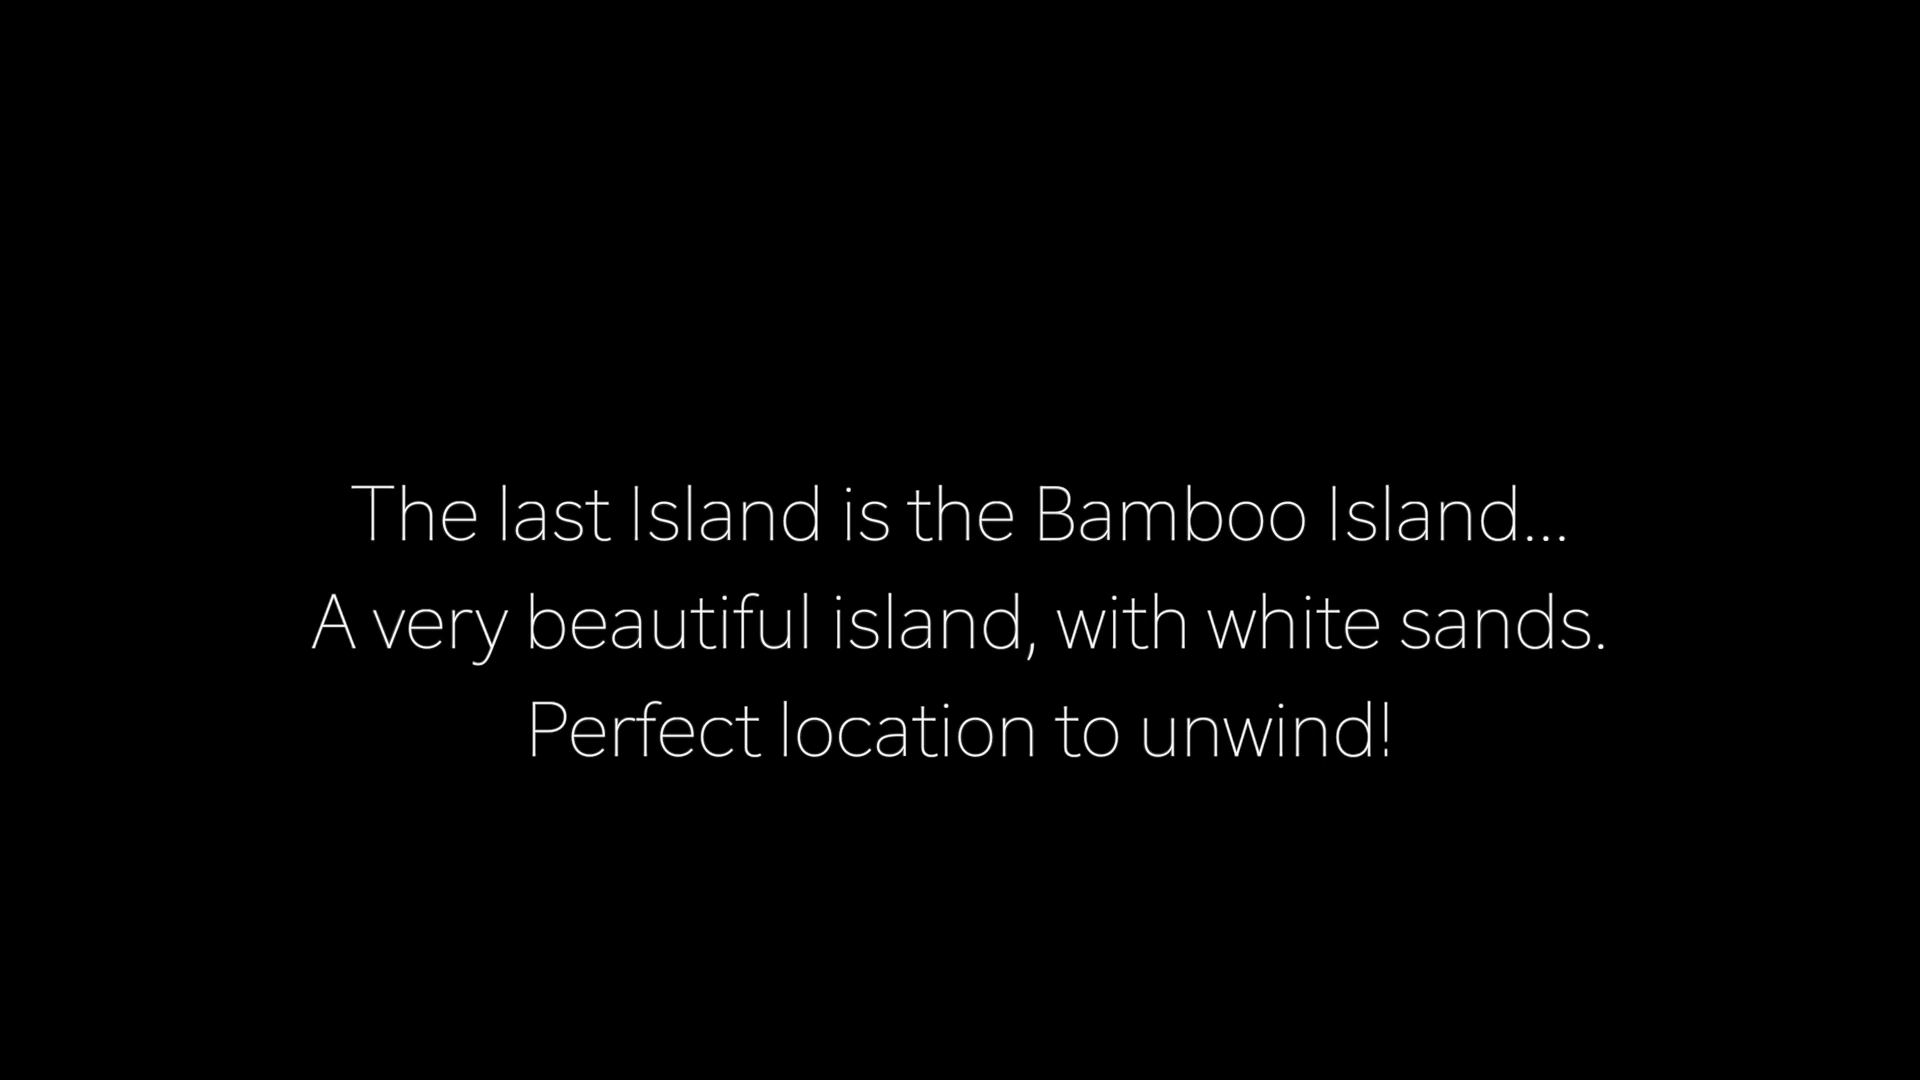 The last Island is the Bamboo Island...
A very beautiful island, with white sands.
Perfect location to unwind!